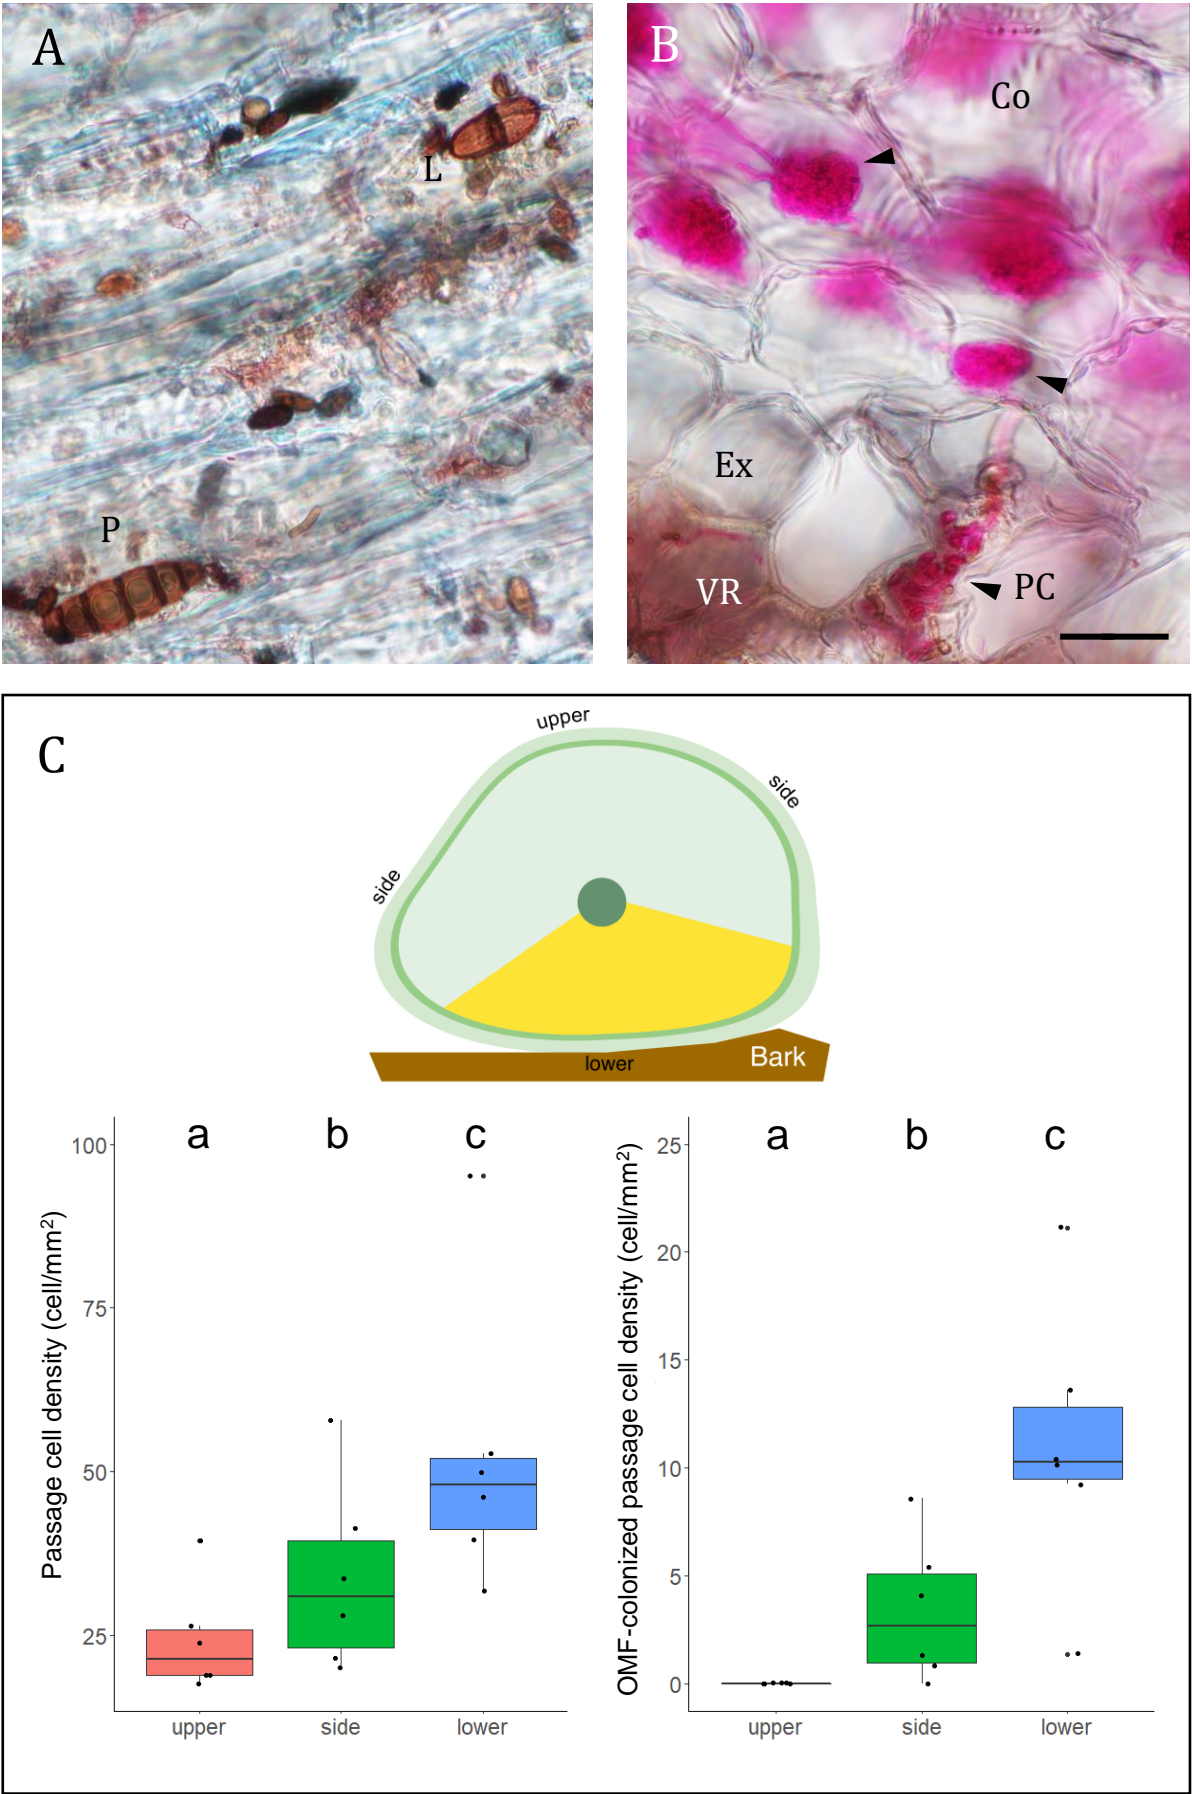 A
L
P
B
Co
Ex
VR
PC
C
upper
side
side
lower
Bark
Passage cell density (cell/mm²)
100
75
50
25
a
b
c
upper
side
lower
OMF-colonized passage cell density (cell/mm²)
25
20
15
10
5
0
a
b
c
upper
side
lower